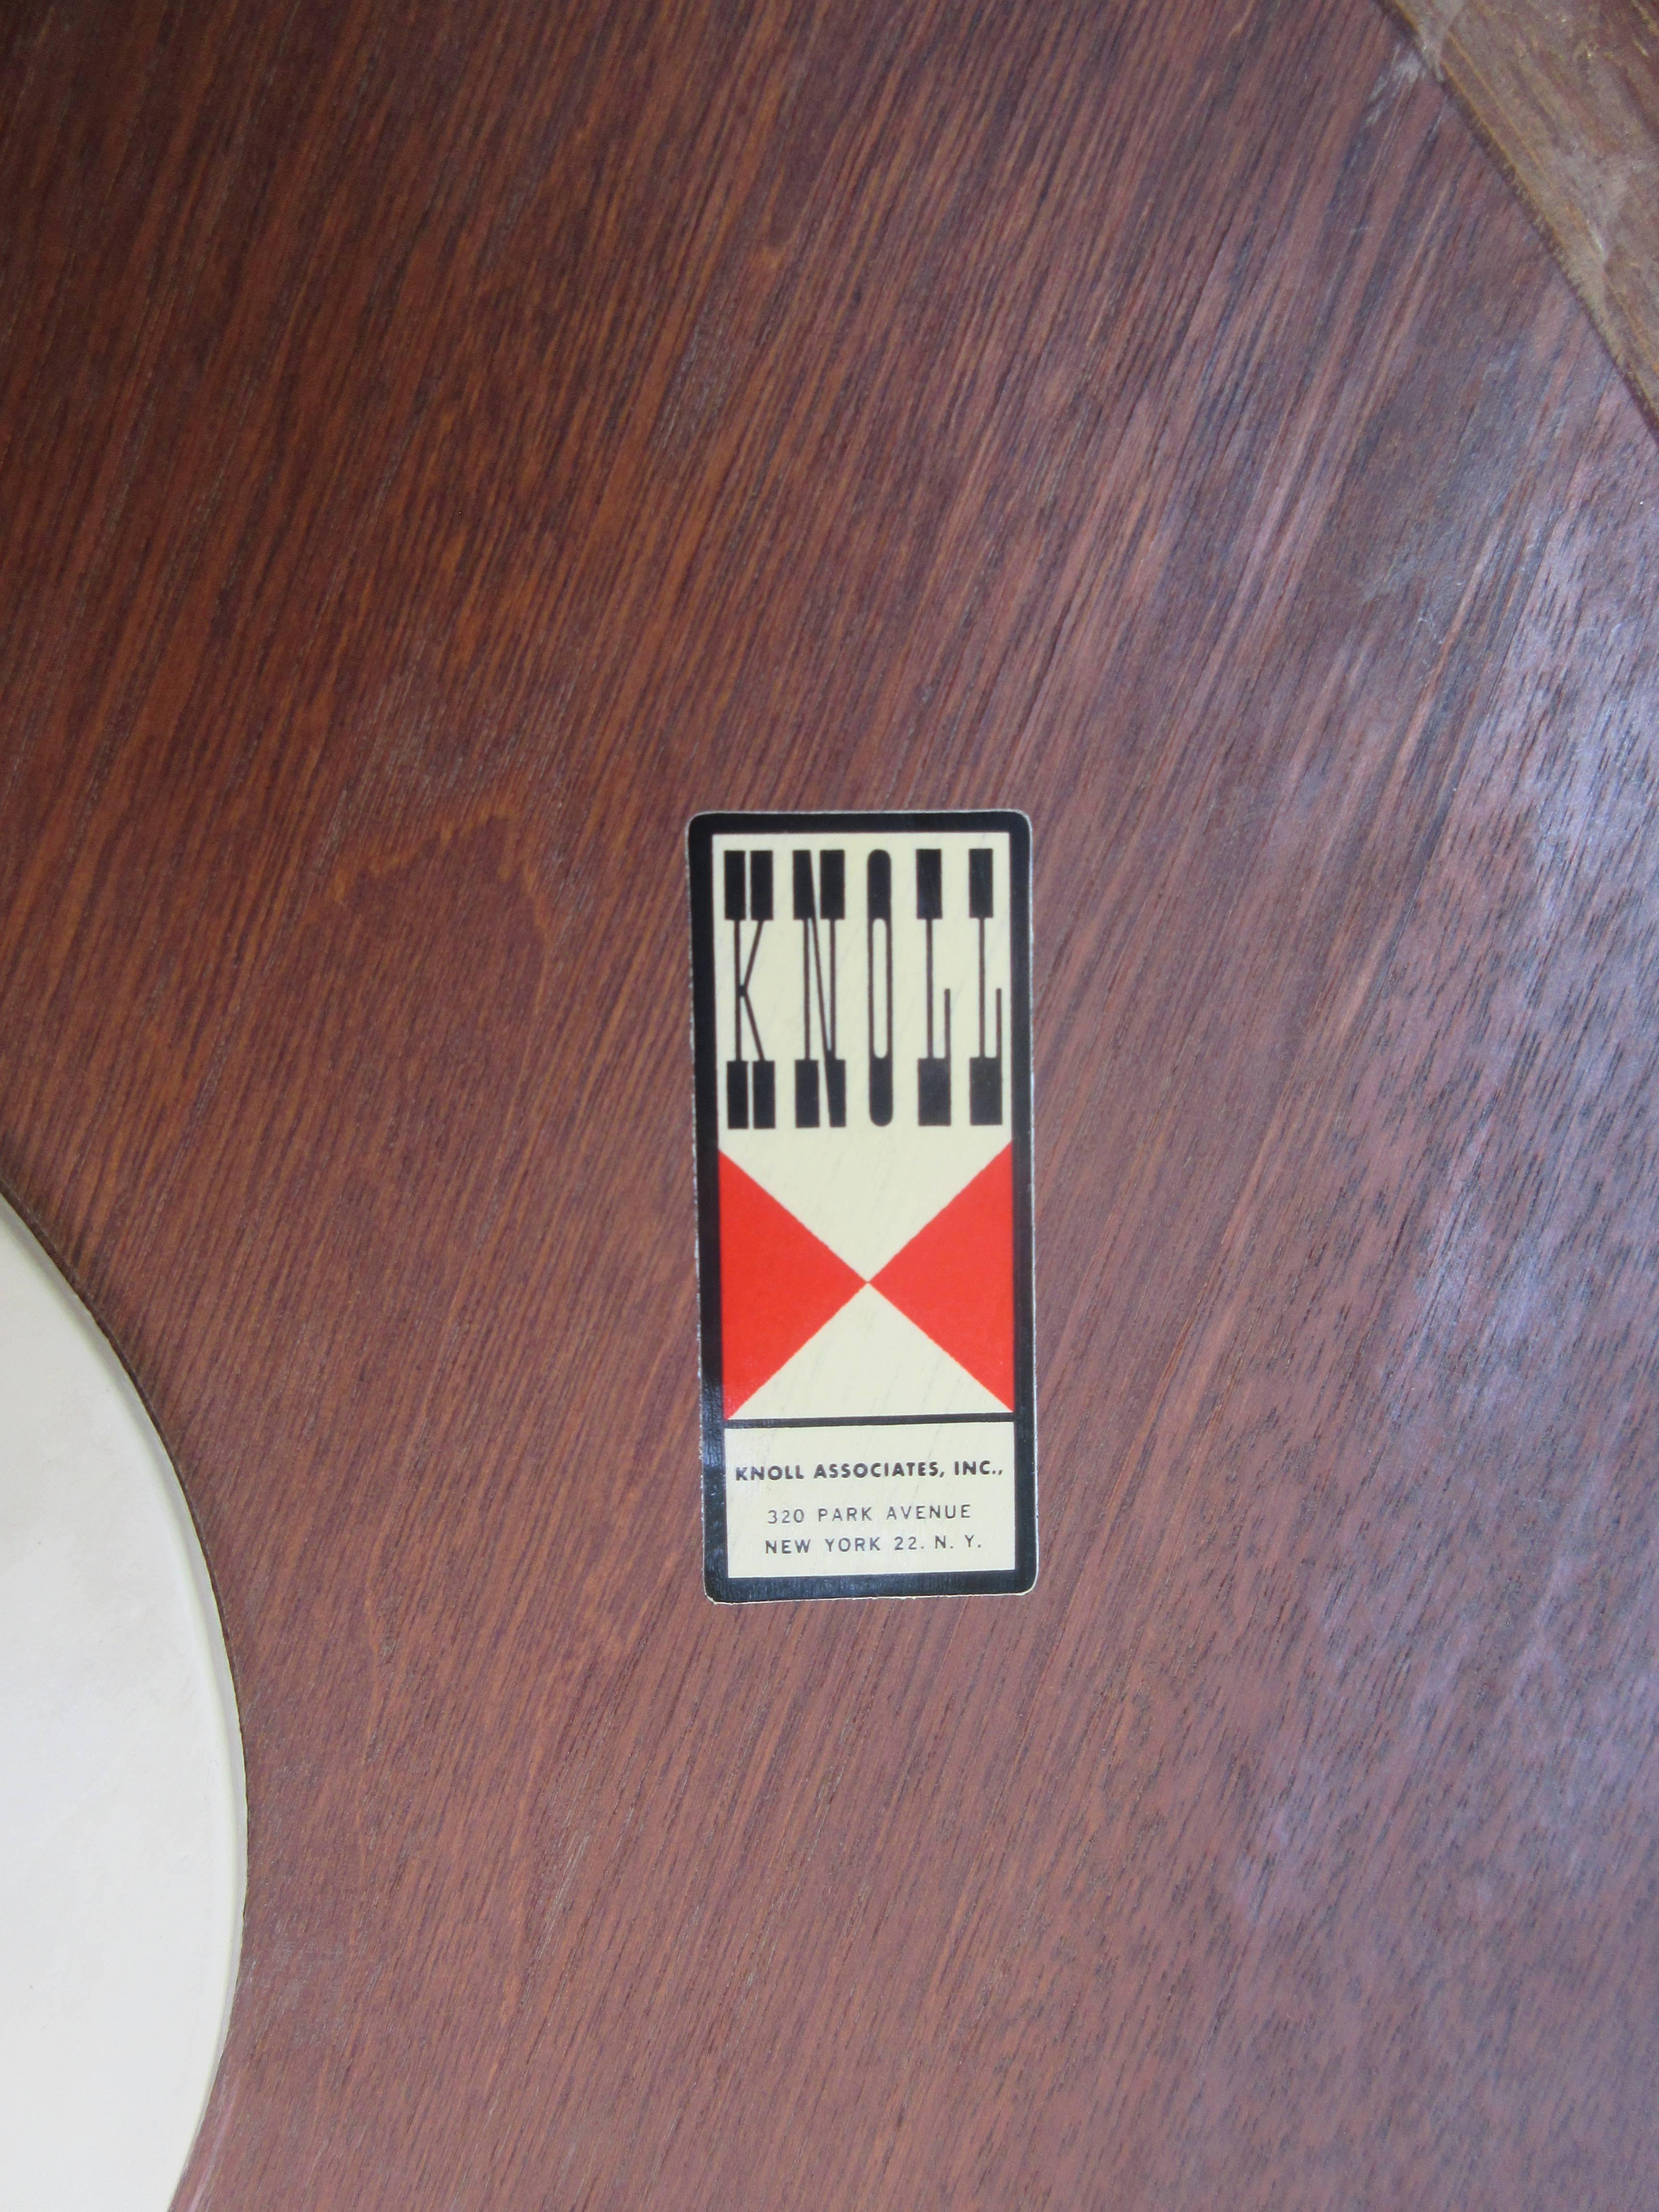 KNOLL
KNOLL ASSOCIATES, INC.,
320 PARK AVENUE
NEW YORK 22. N. Y.